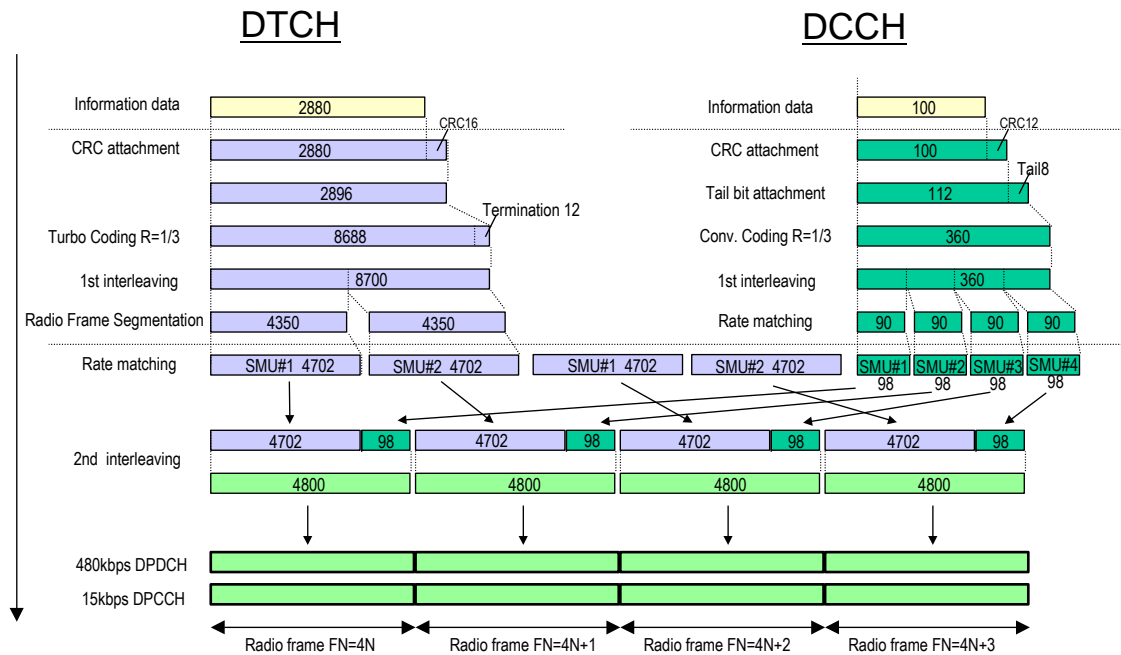 DTCH
DCCH
Information data
2880
Information data
100
CRC16
CRC12
CRC attachment
2880
CRC attachment
100
Tail8
2896
Tail bit attachment
112
Termination 12
Turbo Coding R=1/3
8688
Conv. Coding R=1/3
360
1st interleaving
8700
1st interleaving
360
Radio Frame Segmentation
4350
4350
Rate matching
90
90
90
90
Rate matching
SMU#1 4702
SMU#2 4702
SMU#1 4702
SMU#2 4702
SMU#1
SMU#2
SMU#3
SMU#4
98
98
98
98
2nd interleaving
4702
98
4702
98
4702
98
4702
98
4800
4800
4800
4800
480kbps DPDCH
15kbps DPCCH
Radio frame FN=4N
Radio frame FN=4N+1
Radio frame FN=4N+2
Radio frame FN=4N+3